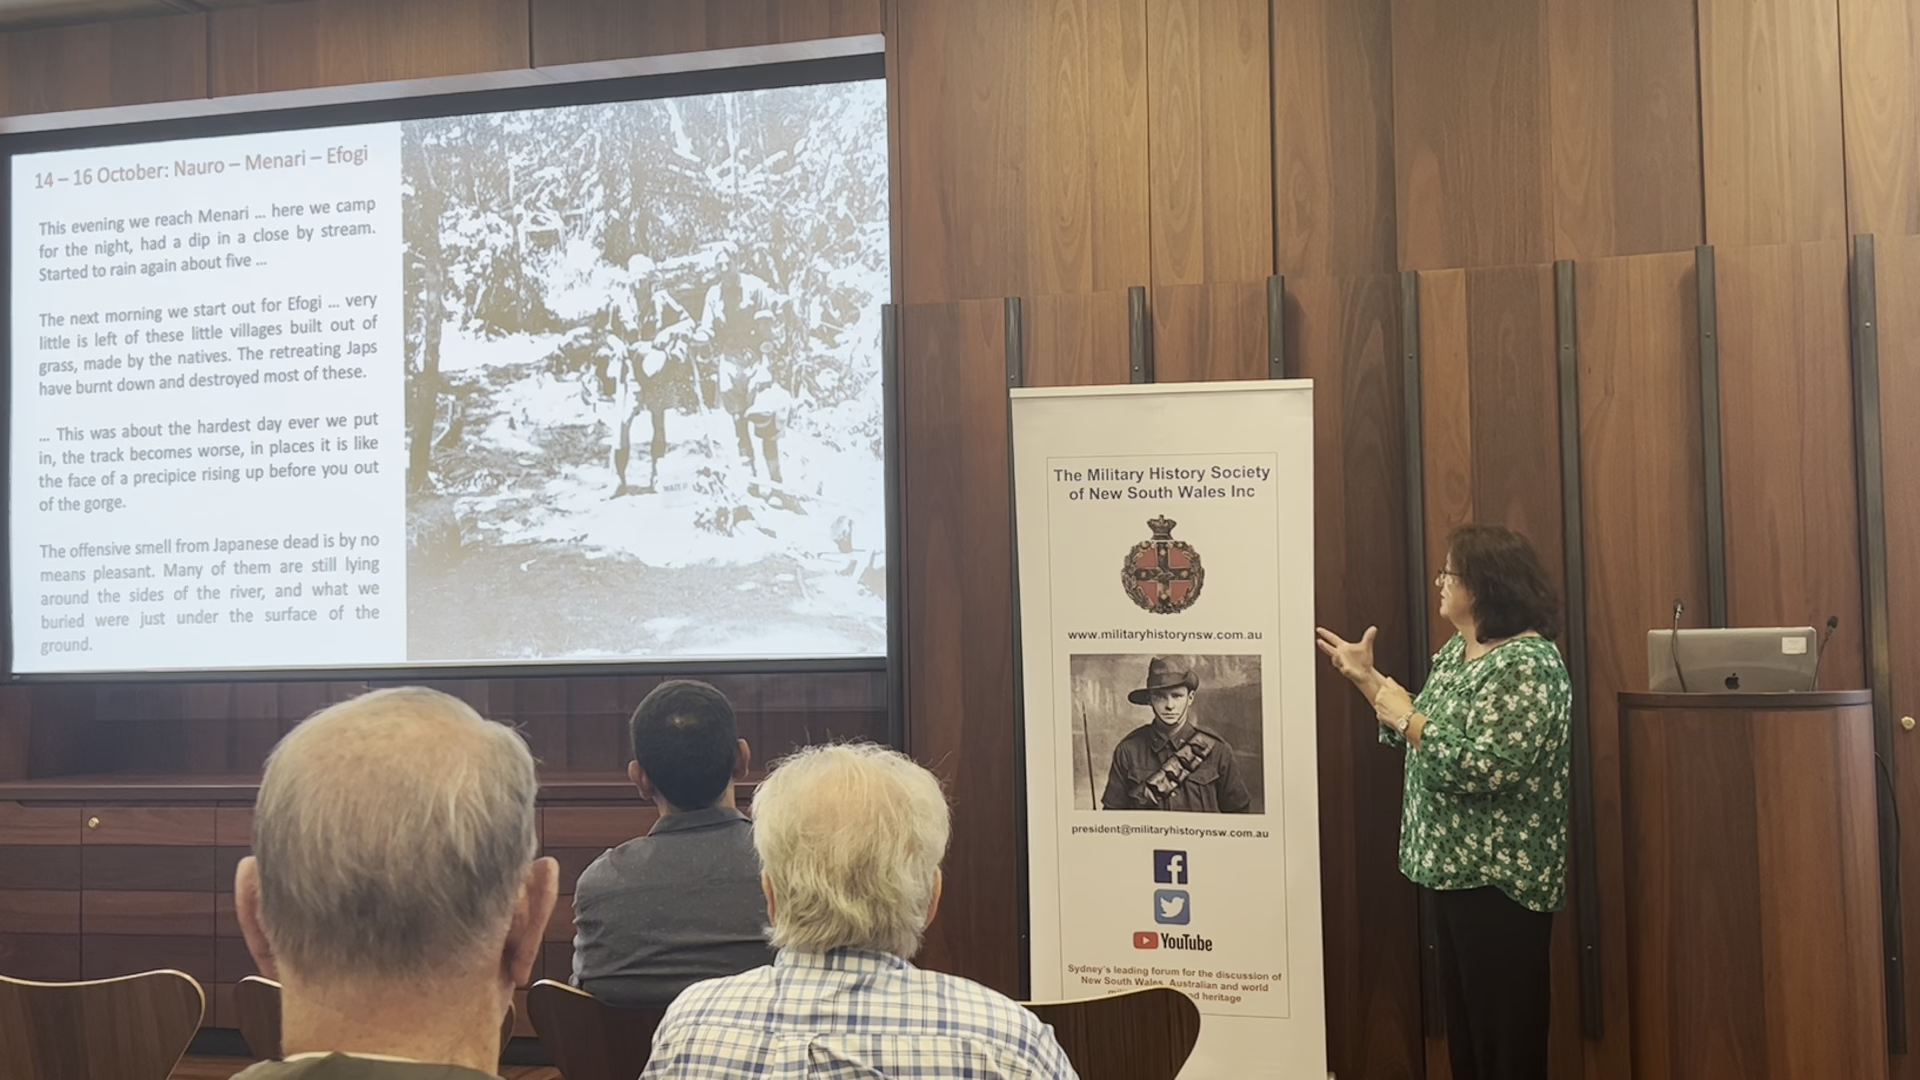 14 – 16 October: Nauro – Menari – Efogi
This evening we reach Menari ... here we camp
for the night, had a dip in a close by stream.
Started to rain again about five ...
The next morning we start out for Efogi ... very
little is left of these little villages built out of
grass, made by the natives. The retreating Japs
have burnt down and destroyed most of these.
... This was about the hardest day ever we put
in, the track becomes worse, in places it is like
the face of a precipice rising up before you out
of the gorge.
The offensive smell from Japanese dead is by no
means pleasant. Many of them are still lying
around the sides of the river, and what we
buried were just under the surface of the
ground.
The Military History Society
of New South Wales Inc
www.militaryhistorynsw.com.au
president@militaryhistorynsw.com.au
YouTube
Sydney's leading forum for the discussion of
New South Wales, Australian and world
heritage